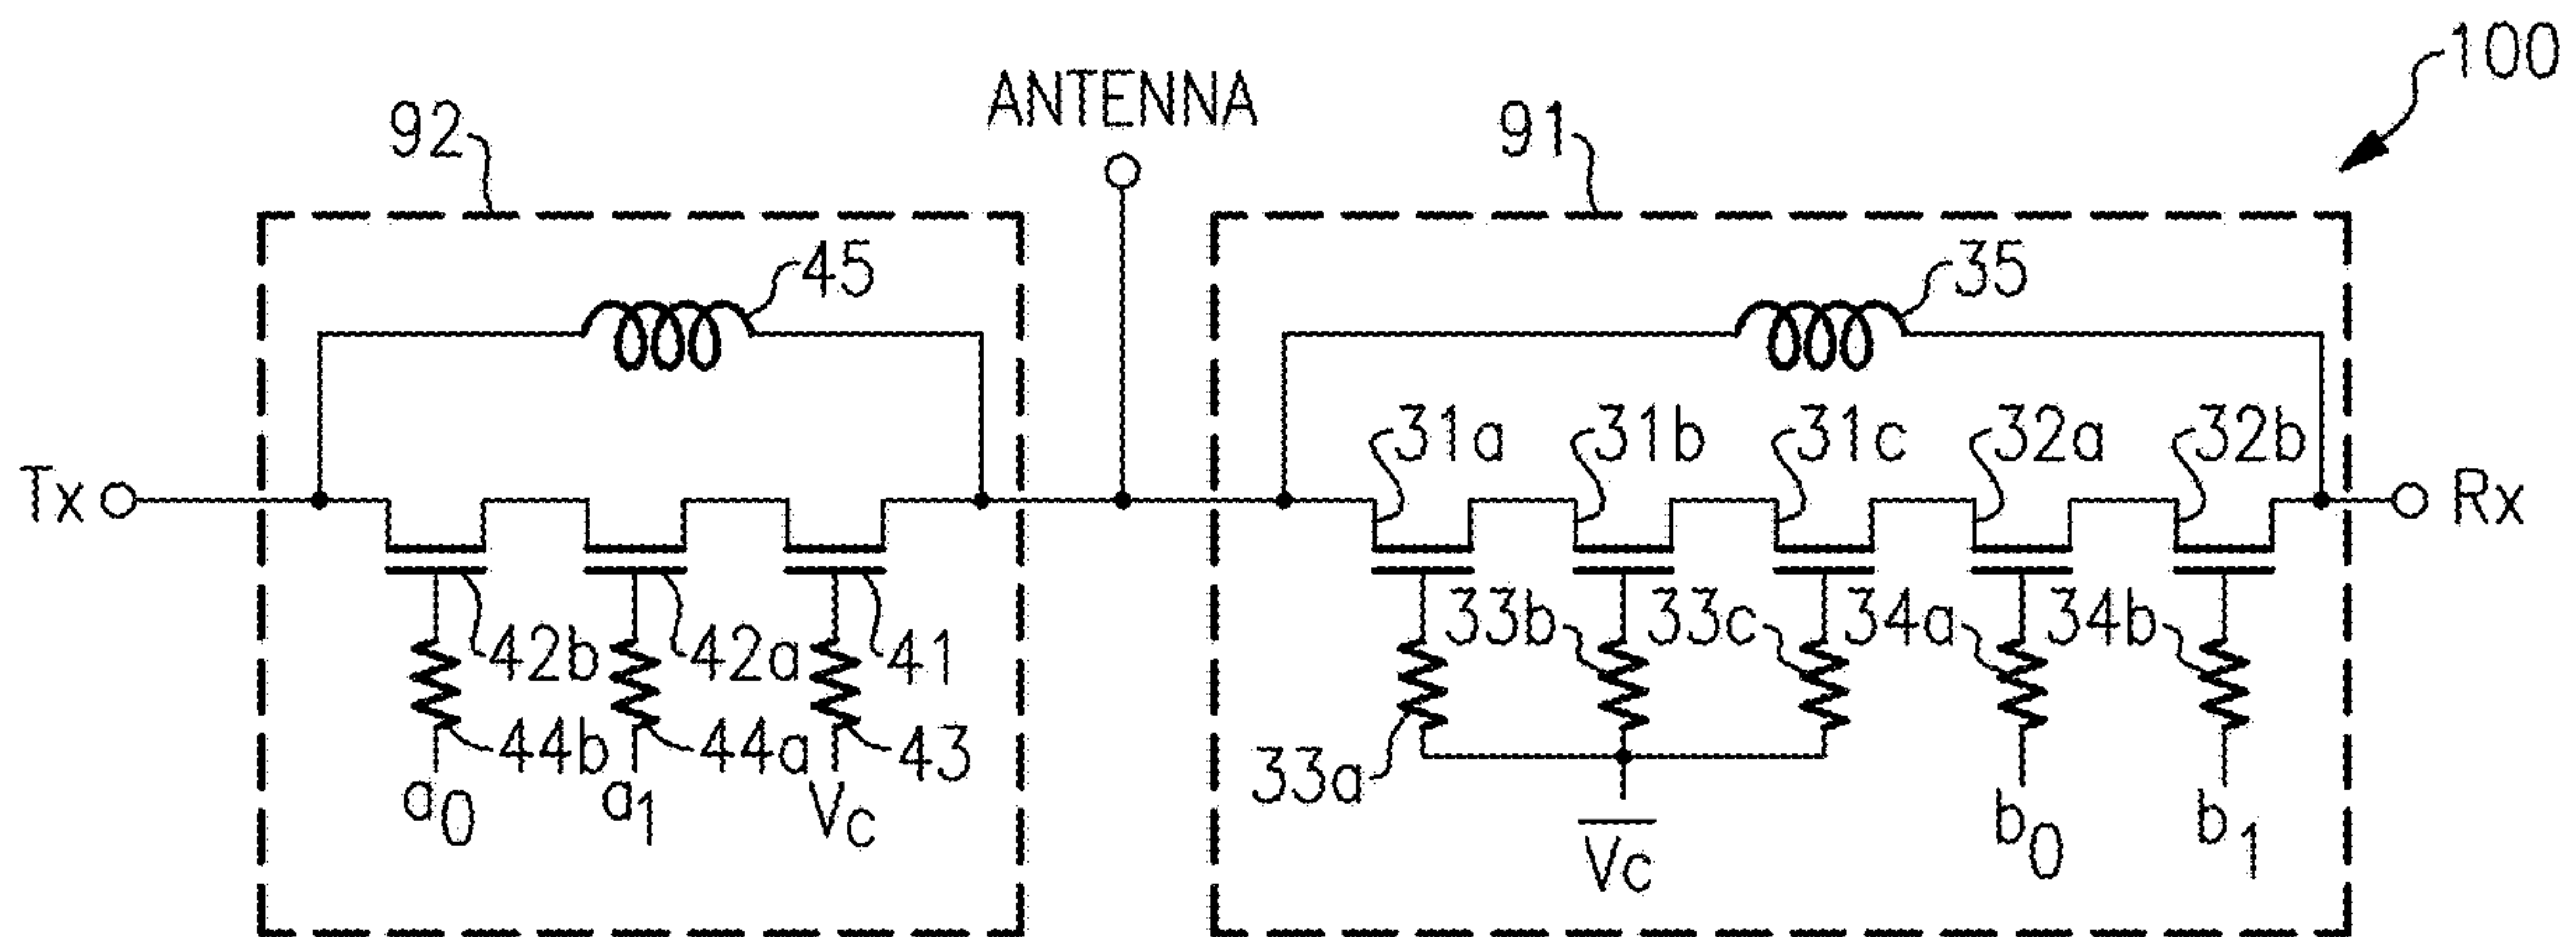 100
ANTENNA
92
91
45
35
31a 31b 31c 32a 32b
Tx
Rx
42b 42a 41
33b 33c 34a 34b
44b 44a 43
33a
a0 a1 Vc
V̅c̅
b0 b1